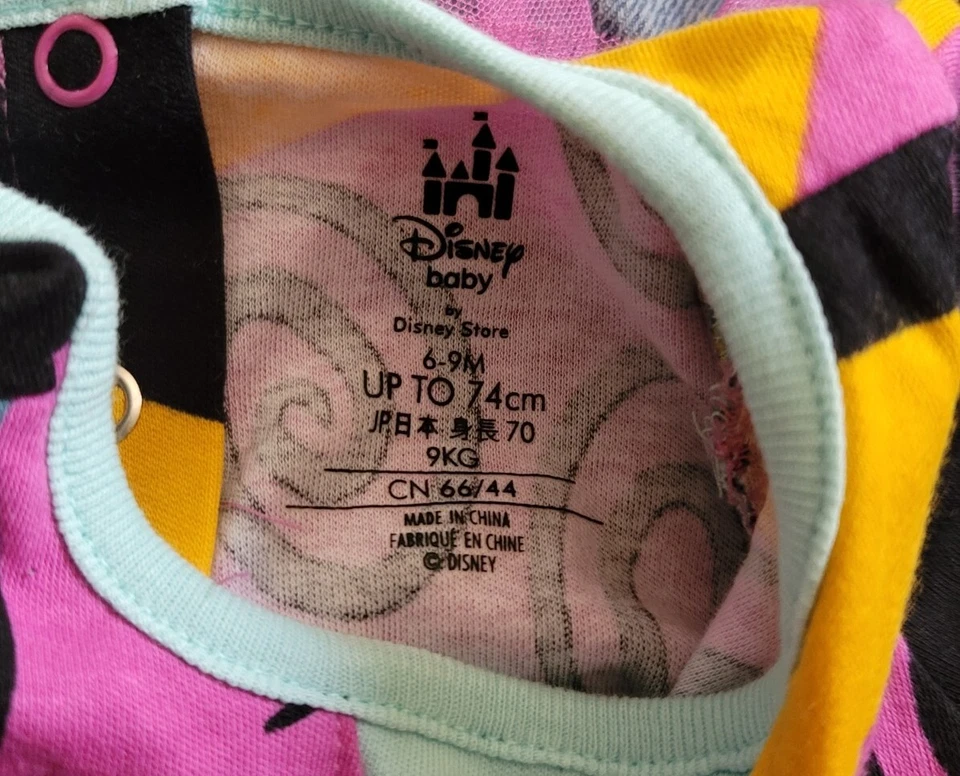 Disney
baby
by
Disney Store
6-9M
UP TO 74cm
JP日本 身長 70
9KG
CN 66/44
MADE IN CHINA
FABRIQUÉ EN CHINE
© DISNEY